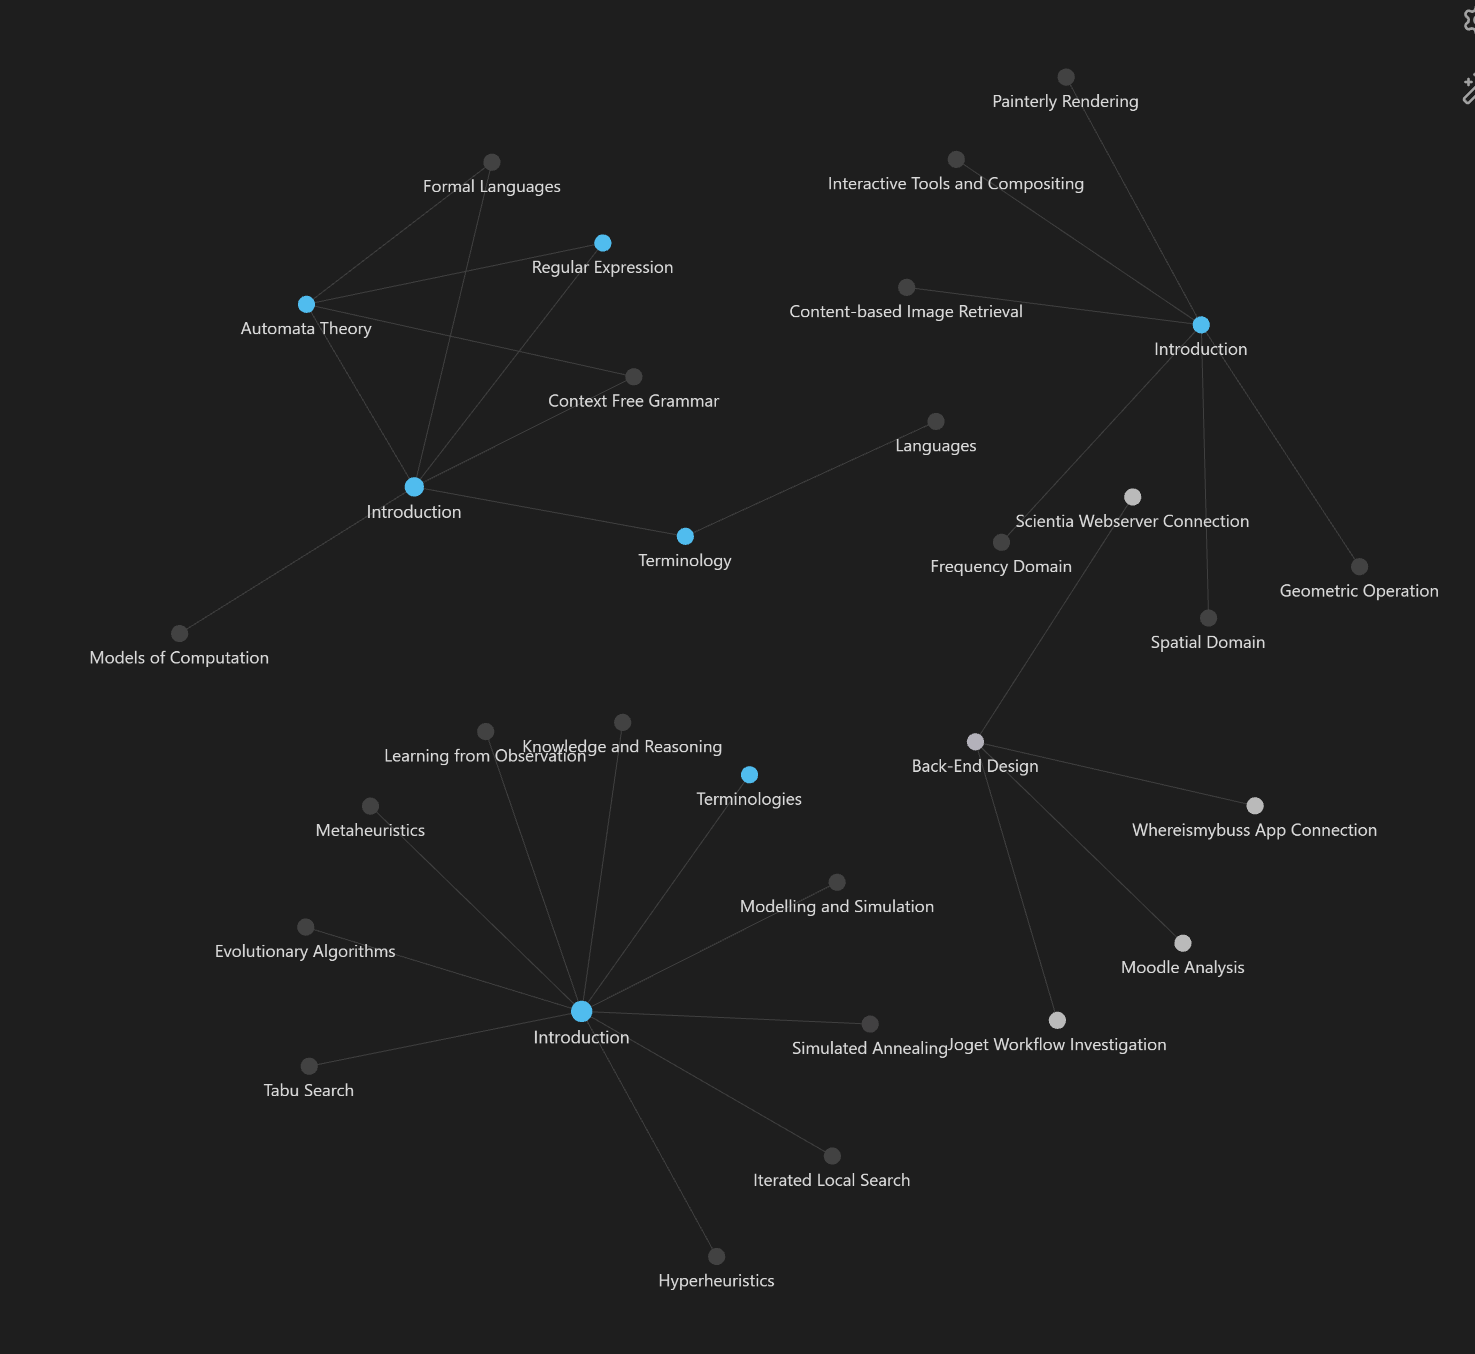 Painterly Rendering
Interactive Tools and Compositing
Formal Languages
Regular Expression
Content-based Image Retrieval
Automata Theory
Introduction
Context Free Grammar
Languages
Introduction
Scientia Webserver Connection
Terminology
Frequency Domain
Geometric Operation
Spatial Domain
Models of Computation
Knowledge and Reasoning
Learning from Observation
Back-End Design
Terminologies
Metaheuristics
Whereismybuss App Connection
Modelling and Simulation
Evolutionary Algorithms
Moodle Analysis
Introduction
Simulated Annealing
Joget Workflow Investigation
Tabu Search
Iterated Local Search
Hyperheuristics